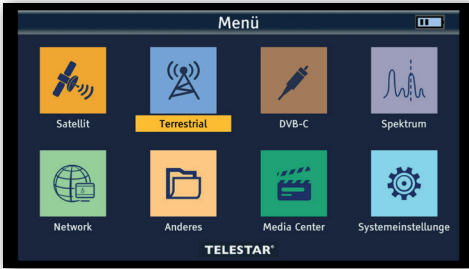 Menü
Satellit Terrestrial DVB-C Spektrum
Network Anderes Media Center Systemeinstellunge
TELESTAR®